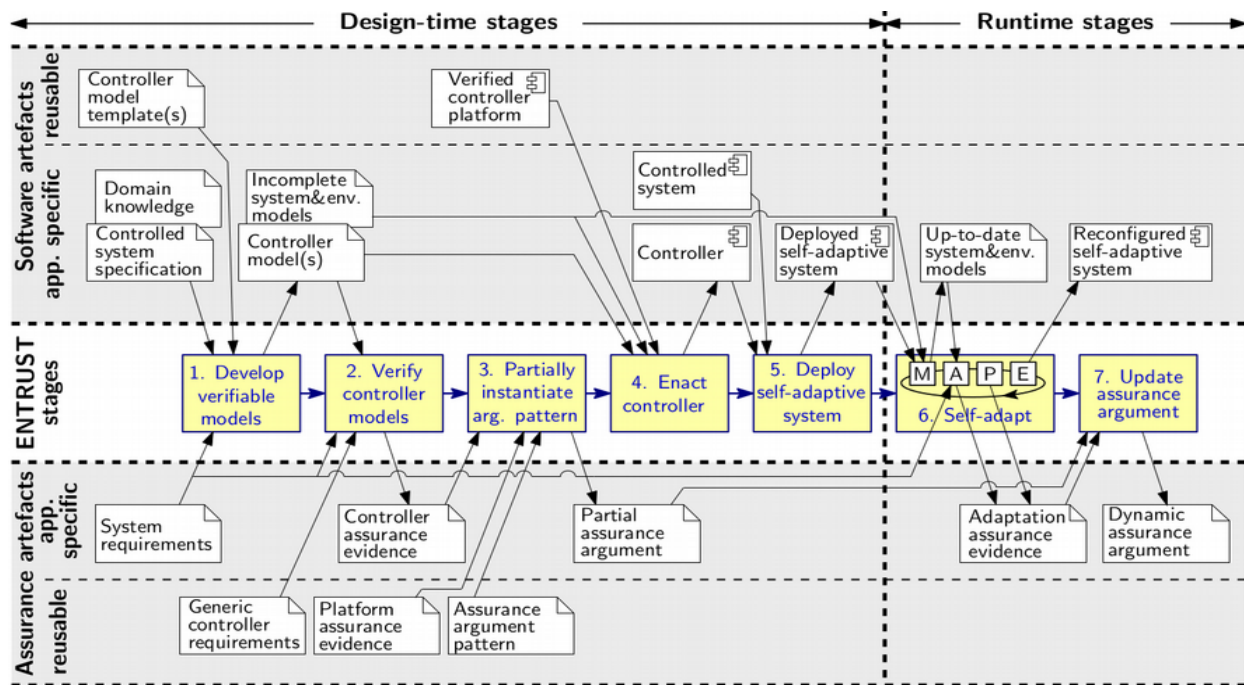 Design-time stages
Runtime stages
Software artefacts
reusable
app. specific
Controller
model
template(s)
Verified
controller
platform
Domain
knowledge
Controlled
system
specification
Incomplete
system&env.
models
Controller
model(s)
Controlled
system
Controller
Deployed
self-adaptive
system
Up-to-date
system&env.
models
Reconfigured
self-adaptive
system
ENTRUST
stages
1. Develop
verifiable
models
2. Verify
controller
models
3. Partially
instantiate
arg. pattern
4. Enact
controller
5. Deploy
self-adaptive
system
M A P E
6. Self-adapt
7. Update
assurance
argument
Assurance artefacts
app.
specific
reusable
System
requirements
Controller
assurance
evidence
Partial
assurance
argument
Adaptation
assurance
evidence
Dynamic
assurance
argument
Generic
controller
requirements
Platform
assurance
evidence
Assurance
argument
pattern